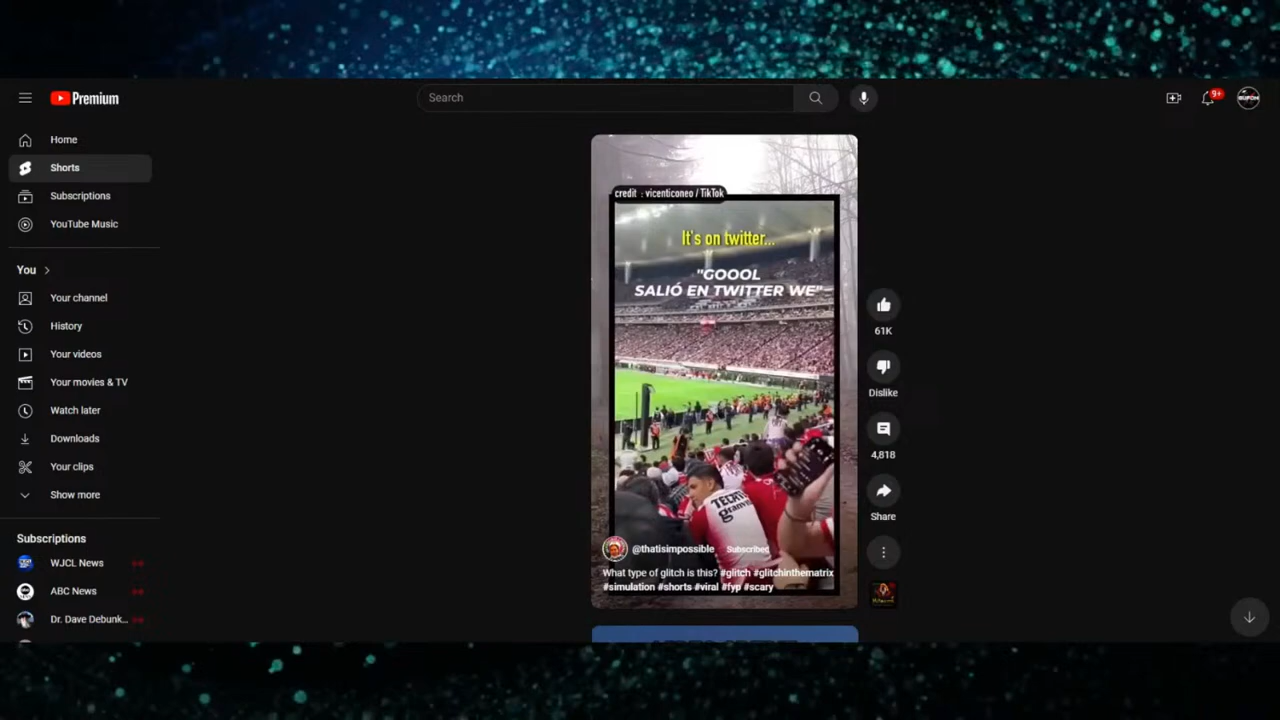 Premium
Search
9+
Home
Shorts
Subscriptions
YouTube Music
You
Your channel
History
Your videos
Your movies & TV
Watch later
Downloads
Your clips
Show more
Subscriptions
WJCL News
ABC News
Dr. Dave Debunk...
credit : vicenticoneo / TikTok
It's on twitter...
"GOOOL
SALIÓ EN TWITTER WE"
TECATE
@thatisimpossible Subscribed
What type of glitch is this? #glitch #glitchinthematrix
#simulation #shorts #viral #fyp #scary
61K
Dislike
4,818
Share